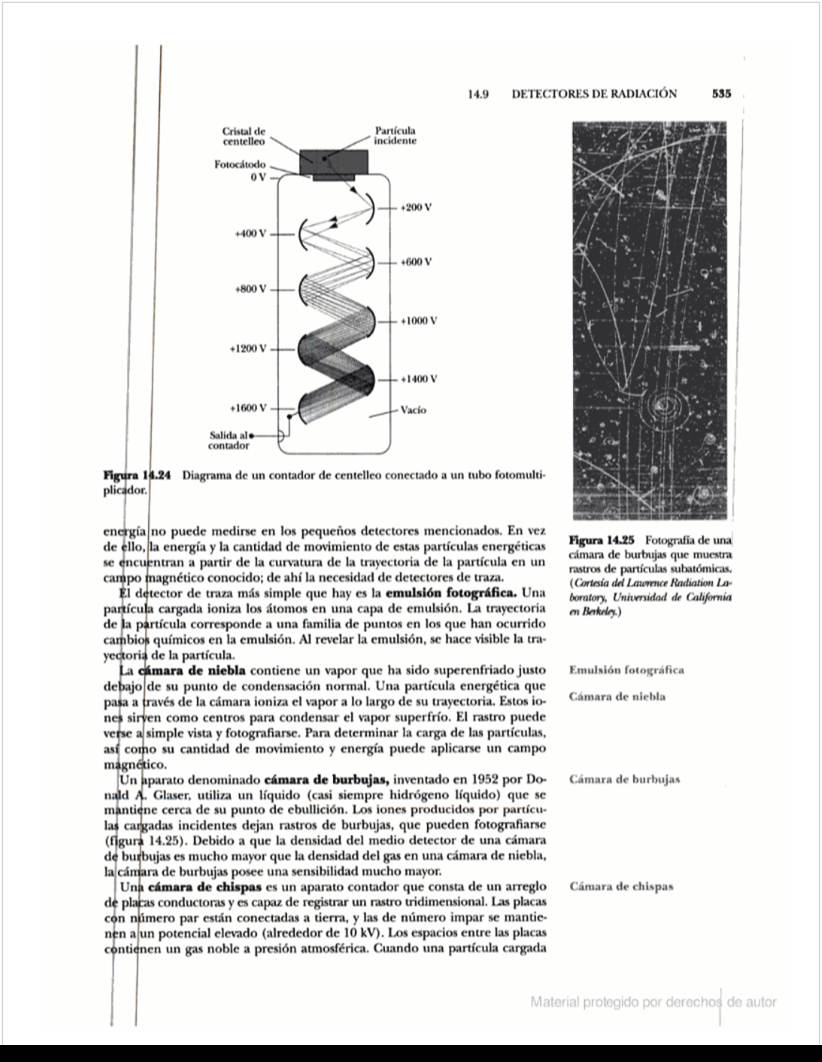 14.9 DETECTORES DE RADIACIÓN 535
Cristal de
centelleo
Partícula
incidente
Fotocátodo
0 V
+200 V
+400 V
+600 V
+800 V
+1000 V
+1200 V
+1400 V
+1600 V
Vacío
Salida al
contador
Figura 14.24 Diagrama de un contador de centelleo conectado a un tubo fotomulti-
plicador.
energía no puede medirse en los pequeños detectores mencionados. En vez
de ello, la energía y la cantidad de movimiento de estas partículas energéticas
se encuentran a partir de la curvatura de la trayectoria de la partícula en un
campo magnético conocido; de ahí la necesidad de detectores de traza.
El detector de traza más simple que hay es la emulsión fotográfica. Una
partícula cargada ioniza los átomos en una capa de emulsión. La trayectoria
de la partícula corresponde a una familia de puntos en los que han ocurrido
cambios químicos en la emulsión. Al revelar la emulsión, se hace visible la tra-
yectoria de la partícula.
La cámara de niebla contiene un vapor que ha sido superenfriado justo
debajo de su punto de condensación normal. Una partícula energética que
pasa a través de la cámara ioniza el vapor a lo largo de su trayectoria. Estos io-
nes sirven como centros para condensar el vapor superfrío. El rastro puede
verse a simple vista y fotografiarse. Para determinar la carga de las partículas,
así como su cantidad de movimiento y energía puede aplicarse un campo
magnético.
Un aparato denominado cámara de burbujas, inventado en 1952 por Do-
nald A. Glaser, utiliza un líquido (casi siempre hidrógeno líquido) que se
mantiene cerca de su punto de ebullición. Los iones producidos por partícu-
las cargadas incidentes dejan rastros de burbujas, que pueden fotografiarse
(figura 14.25). Debido a que la densidad del medio detector de una cámara
de burbujas es mucho mayor que la densidad del gas en una cámara de niebla,
la cámara de burbujas posee una sensibilidad mucho mayor.
Una cámara de chispas es un aparato contador que consta de un arreglo
de placas conductoras y es capaz de registrar un rastro tridimensional. Las placas
con número par están conectadas a tierra, y las de número impar se mantie-
nen a un potencial elevado (alrededor de 10 kV). Los espacios entre las placas
contienen un gas noble a presión atmosférica. Cuando una partícula cargada
Figura 14.25 Fotografía de una
cámara de burbujas que muestra
rastros de partículas subatómicas.
(Cortesía del Lawrence Radiation La-
boratory, Universidad de California
en Berkeley.)
Emulsión fotográfica
Cámara de niebla
Cámara de burbujas
Cámara de chispas
Material protegido por derechos de autor